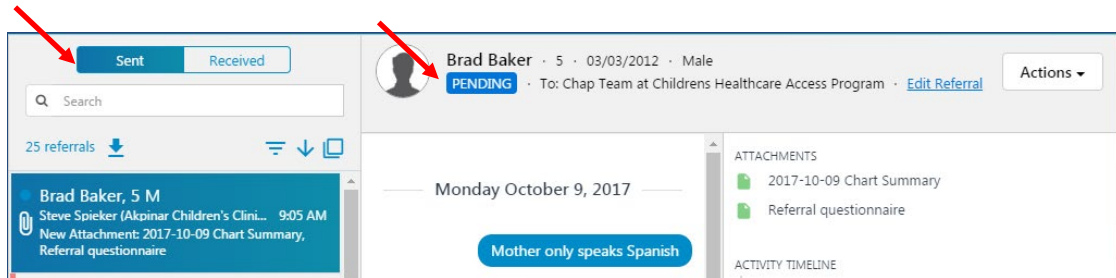 Sent
Received
Search
25 referrals
Brad Baker, 5 M
Steve Spieker (Akpinar Children's Clini... 9:05 AM
New Attachment: 2017-10-09 Chart Summary,
Referral questionnaire
Brad Baker · 5 · 03/03/2012 · Male
PENDING · To: Chap Team at Childrens Healthcare Access Program · Edit Referral
Actions
Monday October 9, 2017
Mother only speaks Spanish
ATTACHMENTS
2017-10-09 Chart Summary
Referral questionnaire
ACTIVITY TIMELINE